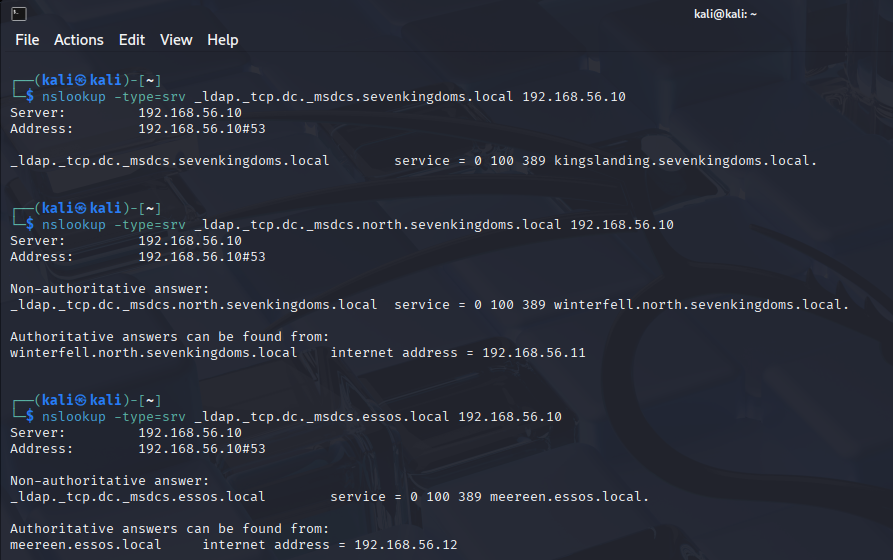 kali@kali: ~
File Actions Edit View Help
┌──(kali㉿kali)-[~]
└─$ nslookup -type=srv _ldap._tcp.dc._msdcs.sevenkingdoms.local 192.168.56.10
Server: 192.168.56.10
Address: 192.168.56.10#53
_ldap._tcp.dc._msdcs.sevenkingdoms.local service = 0 100 389 kingslanding.sevenkingdoms.local.
┌──(kali㉿kali)-[~]
└─$ nslookup -type=srv _ldap._tcp.dc._msdcs.north.sevenkingdoms.local 192.168.56.10
Server: 192.168.56.10
Address: 192.168.56.10#53
Non-authoritative answer:
_ldap._tcp.dc._msdcs.north.sevenkingdoms.local service = 0 100 389 winterfell.north.sevenkingdoms.local.
Authoritative answers can be found from:
winterfell.north.sevenkingdoms.local internet address = 192.168.56.11
┌──(kali㉿kali)-[~]
└─$ nslookup -type=srv _ldap._tcp.dc._msdcs.essos.local 192.168.56.10
Server: 192.168.56.10
Address: 192.168.56.10#53
Non-authoritative answer:
_ldap._tcp.dc._msdcs.essos.local service = 0 100 389 meereen.essos.local.
Authoritative answers can be found from:
meereen.essos.local internet address = 192.168.56.12